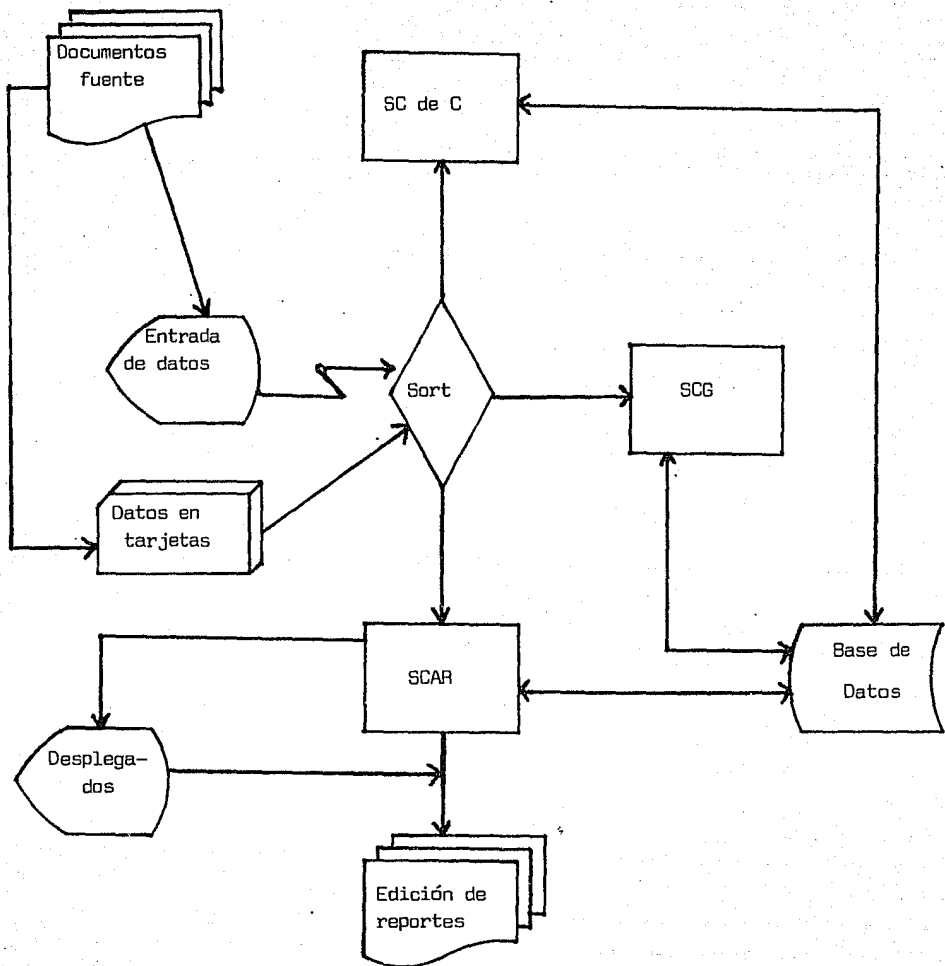 Documentos
fuente
SC de C
Entrada
de datos
Sort
SCG
Datos en
tarjetas
SCAR
Base de
Datos
Desplega-
dos
Edición de
reportes